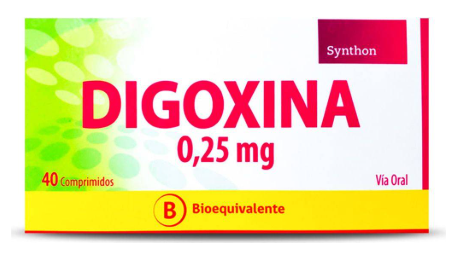 Synthon
DIGOXINA
0,25 mg
40 Comprimidos
Vía Oral
B Bioequivalente